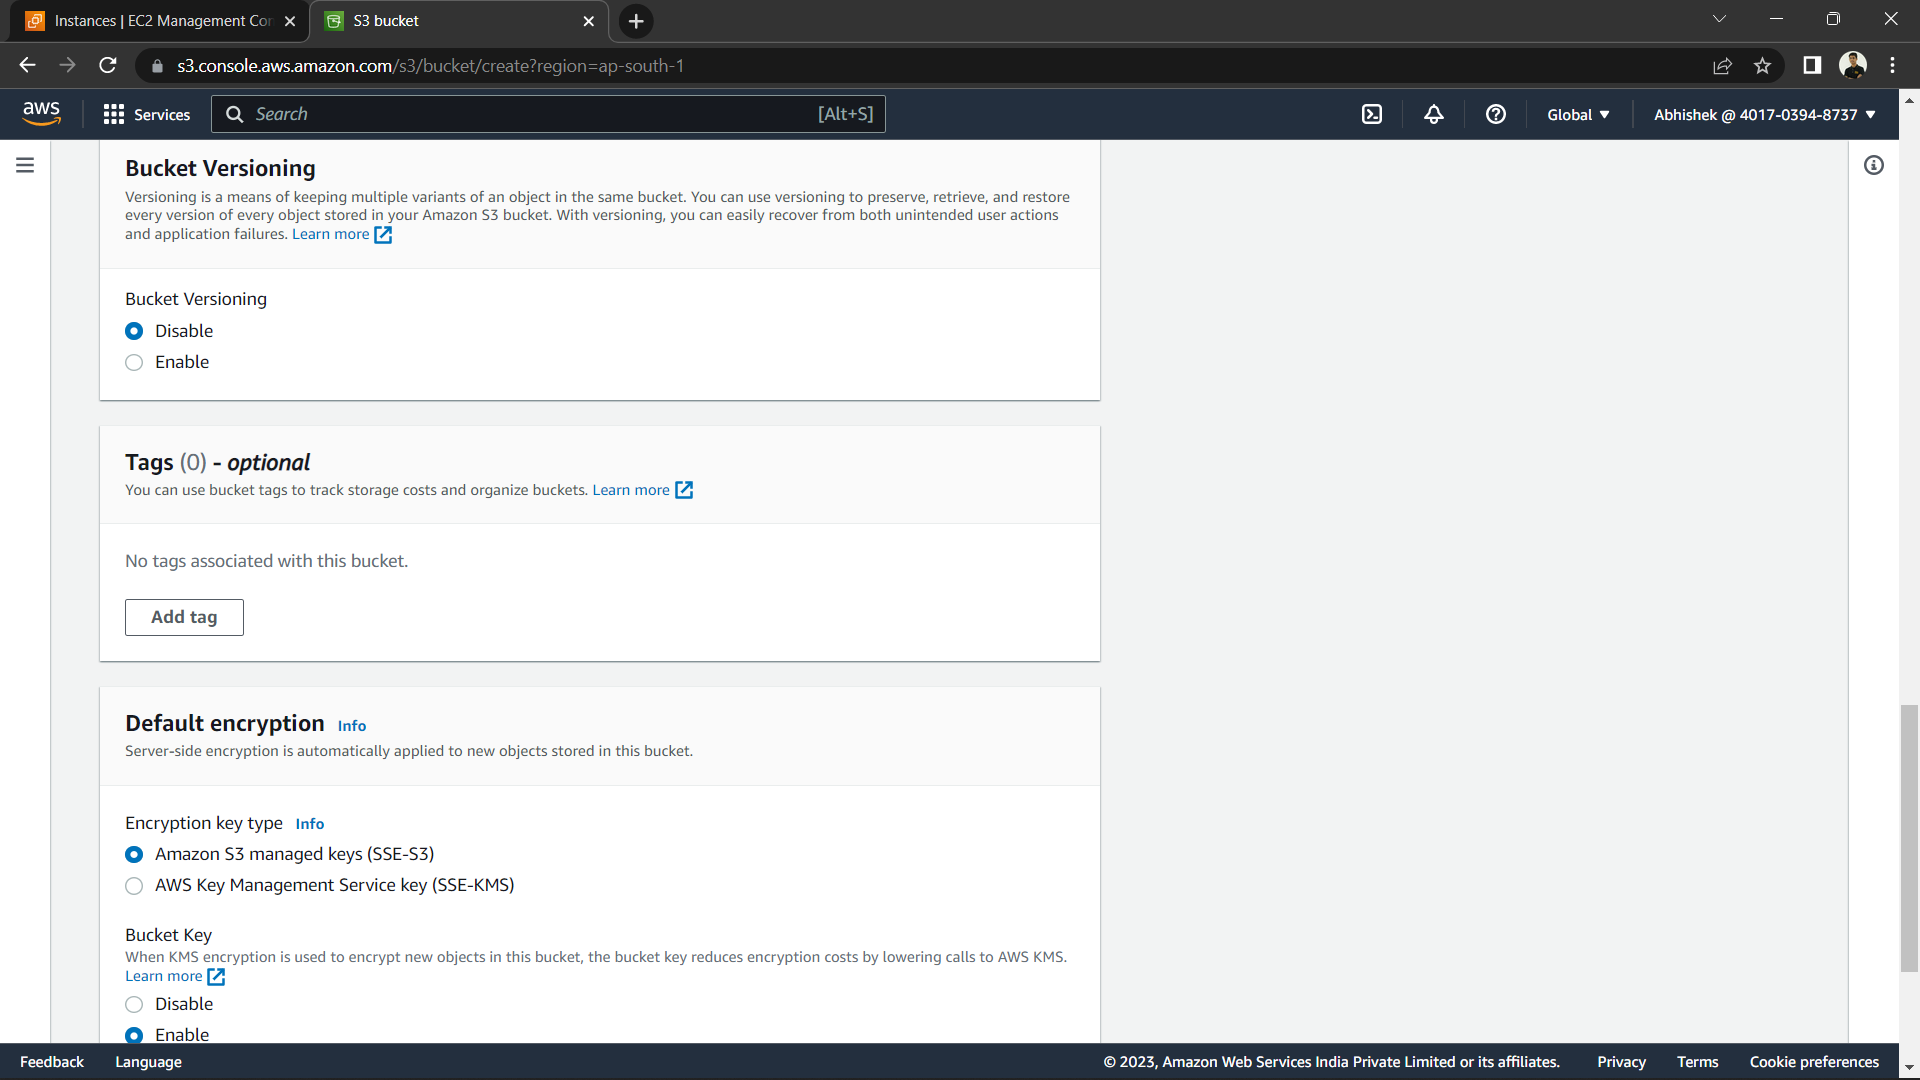 Instances | EC2 Management Con
S3 bucket
s3.console.aws.amazon.com/s3/bucket/create?region=ap-south-1
aws
Services
Search
[Alt+S]
Global
Abhishek @ 4017-0394-8737
Bucket Versioning
Versioning is a means of keeping multiple variants of an object in the same bucket. You can use versioning to preserve, retrieve, and restore
every version of every object stored in your Amazon S3 bucket. With versioning, you can easily recover from both unintended user actions
and application failures. Learn more
Bucket Versioning
Disable
Enable
Tags (0) - optional
You can use bucket tags to track storage costs and organize buckets. Learn more
No tags associated with this bucket.
Add tag
Default encryption Info
Server-side encryption is automatically applied to new objects stored in this bucket.
Encryption key type Info
Amazon S3 managed keys (SSE-S3)
AWS Key Management Service key (SSE-KMS)
Bucket Key
When KMS encryption is used to encrypt new objects in this bucket, the bucket key reduces encryption costs by lowering calls to AWS KMS.
Learn more
Disable
Enable
Feedback
Language
© 2023, Amazon Web Services India Private Limited or its affiliates.
Privacy
Terms
Cookie preferences